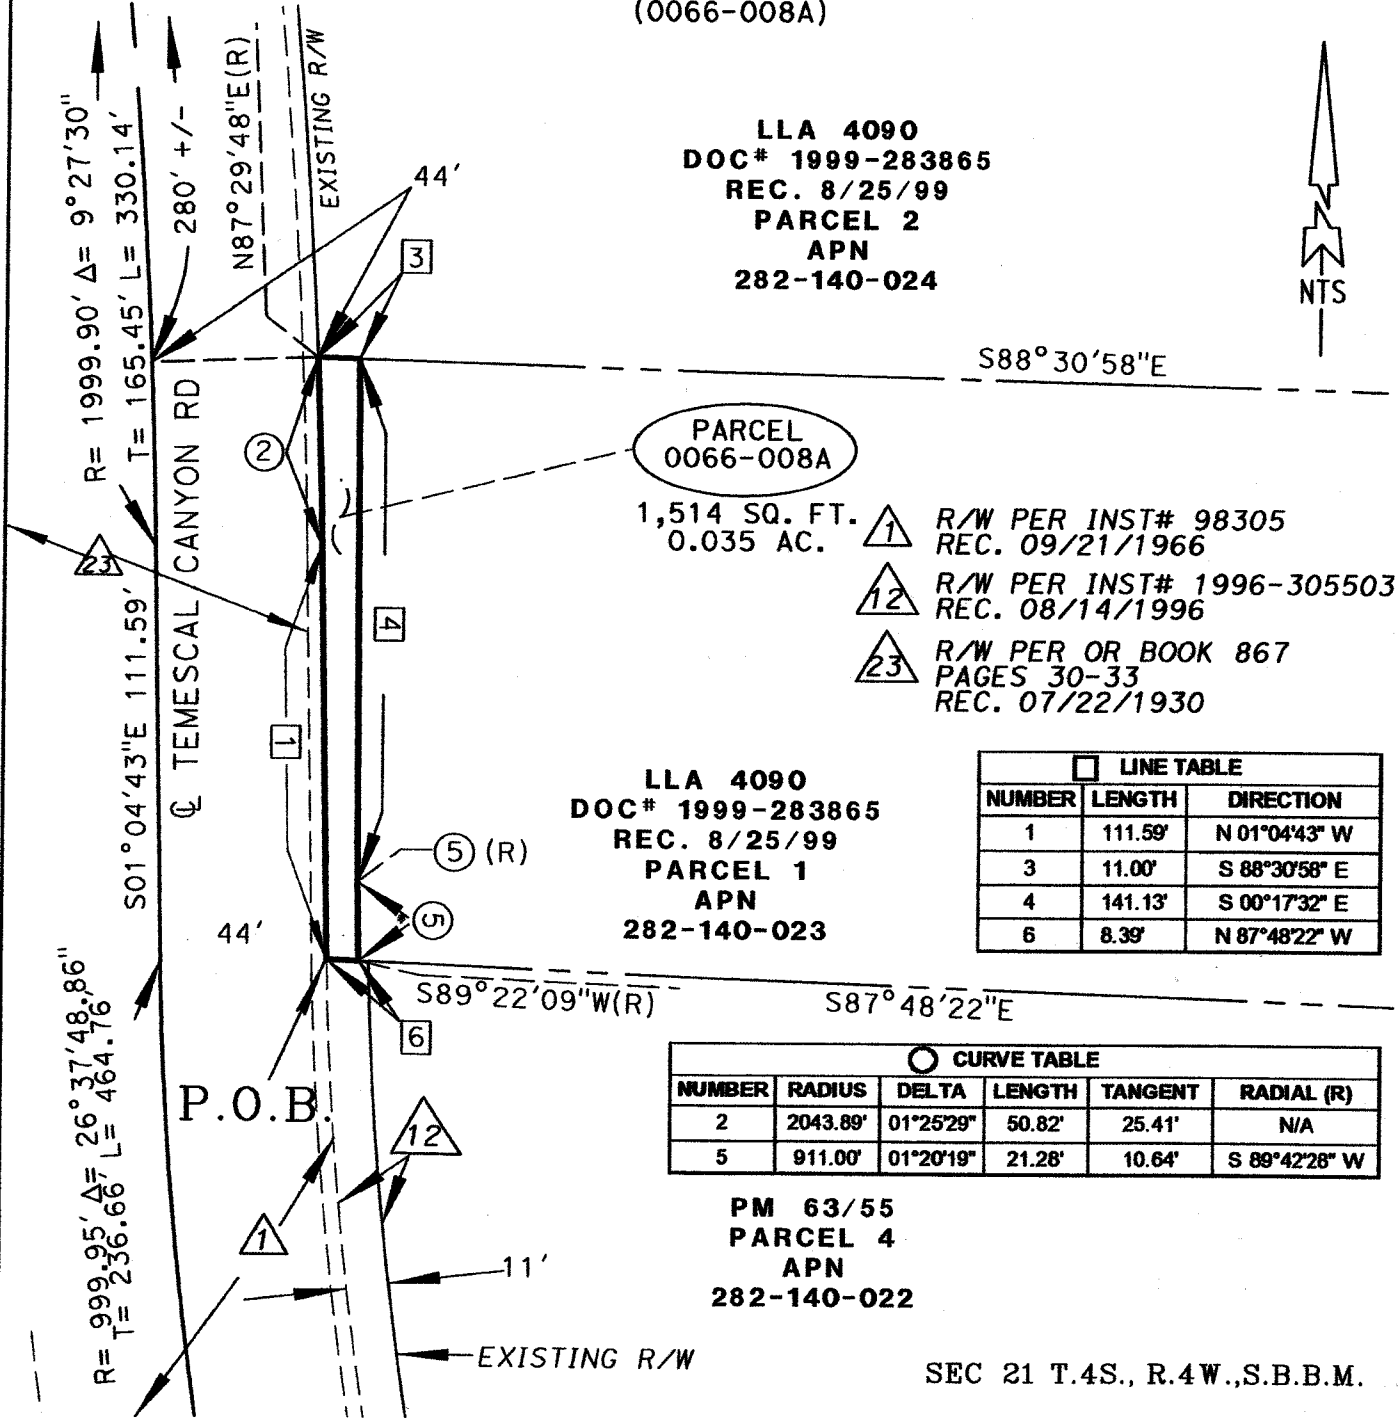 (0066-008A)
R= 1999.90' Δ= 9°27'30"
T= 165.45' L= 330.14'
280' +/-
N87°29'48"E(R)
EXISTING R/W
44'
3
LLA 4090
DOC# 1999-283865
REC. 8/25/99
PARCEL 2
APN
282-140-024
NTS
S88°30'58"E
2
PARCEL
0066-008A
1,514 SQ. FT.
0.035 AC.
1 R/W PER INST# 98305
REC. 09/21/1966
12 R/W PER INST# 1996-305503
REC. 08/14/1996
23 R/W PER OR BOOK 867
PAGES 30-33
REC. 07/22/1930
23
S01°04'43"E 111.59'
℄ TEMESCAL CANYON RD
1
4
LLA 4090
DOC# 1999-283865
REC. 8/25/99
PARCEL 1
APN
282-140-023
LINE TABLE
NUMBER LENGTH DIRECTION
1 111.59' N 01°04'43" W
3 11.00' S 88°30'58" E
4 141.13' S 00°17'32" E
6 8.39' N 87°48'22" W
5 (R)
5
44'
S89°22'09"W(R)
S87°48'22"E
6
P.O.B.
R= 999.95' Δ= 26°37'48.86"
T= 236.66' L= 464.76
CURVE TABLE
NUMBER RADIUS DELTA LENGTH TANGENT RADIAL (R)
2 2043.89' 01°25'29" 50.82' 25.41' N/A
5 911.00' 01°20'19" 21.28' 10.64' S 89°42'28" W
12
1
11'
EXISTING R/W
PM 63/55
PARCEL 4
APN
282-140-022
SEC 21 T.4S., R.4W.,S.B.B.M.